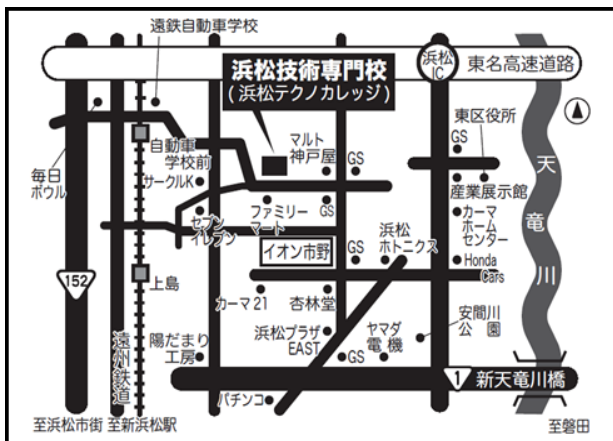 遠鉄自動車学校
浜松
IC
東名高速道路
浜松技術専門校
(浜松テクノカレッジ)
東区役所
GS
自動車
学校前
マルト
神戸屋
GS
毎日
ボウル
サークルK
産業展示館
天竜川
セブン
イレブン
ファミリー
マート
GS
浜松
ホトニクス
カーマ
ホーム
センター
イオン市野
GS
Honda
Cars
152
上島
カーマ21
杏林堂
安間川
公園
遠州鉄道
陽だまり
工房
浜松プラザ
EAST
ヤマダ
電機
GS
1
新天竜川橋
パチンコ
至浜松市街
至新浜松駅
至磐田